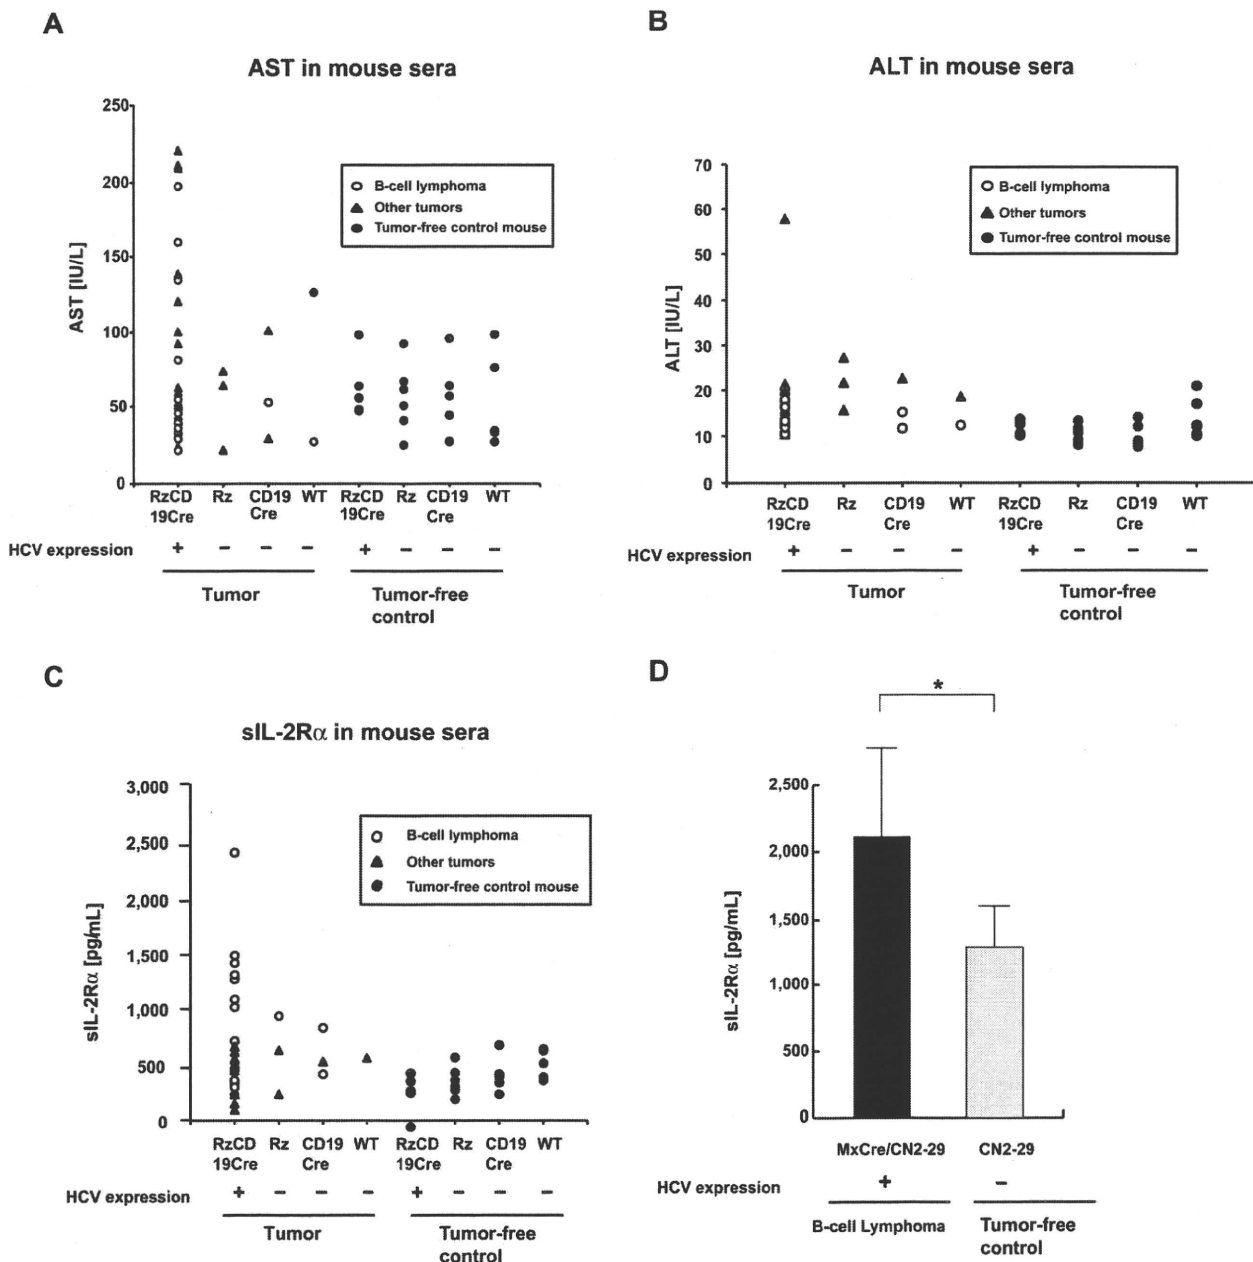 A
AST in mouse sera
AST [IU/L]
250
200
150
100
50
0
B-cell lymphoma
Other tumors
Tumor-free control mouse
RzCD Rz CD19 WT RzCD Rz CD19 WT
19Cre Cre 19Cre Cre
HCV expression + − − − + − − −
Tumor Tumor-free
control
B
ALT in mouse sera
ALT [IU/L]
70
60
50
40
30
20
10
0
B-cell lymphoma
Other tumors
Tumor-free control mouse
RzCD Rz CD19 WT RzCD Rz CD19 WT
19Cre Cre 19Cre Cre
HCV expression + − − − + − − −
Tumor Tumor-free
control
C
sIL-2Rα in mouse sera
sIL-2Rα [pg/mL]
3,000
2,500
2,000
1,500
1,000
500
0
B-cell lymphoma
Other tumors
Tumor-free control mouse
RzCD Rz CD19 WT RzCD Rz CD19 WT
19Cre Cre 19Cre Cre
HCV expression + − − − + − − −
Tumor Tumor-free
control
D
*
sIL-2Rα [pg/mL]
2,500
2,000
1,500
1,000
500
0
MxCre/CN2-29 CN2-29
HCV expression + −
B-cell Lymphoma Tumor-free
control